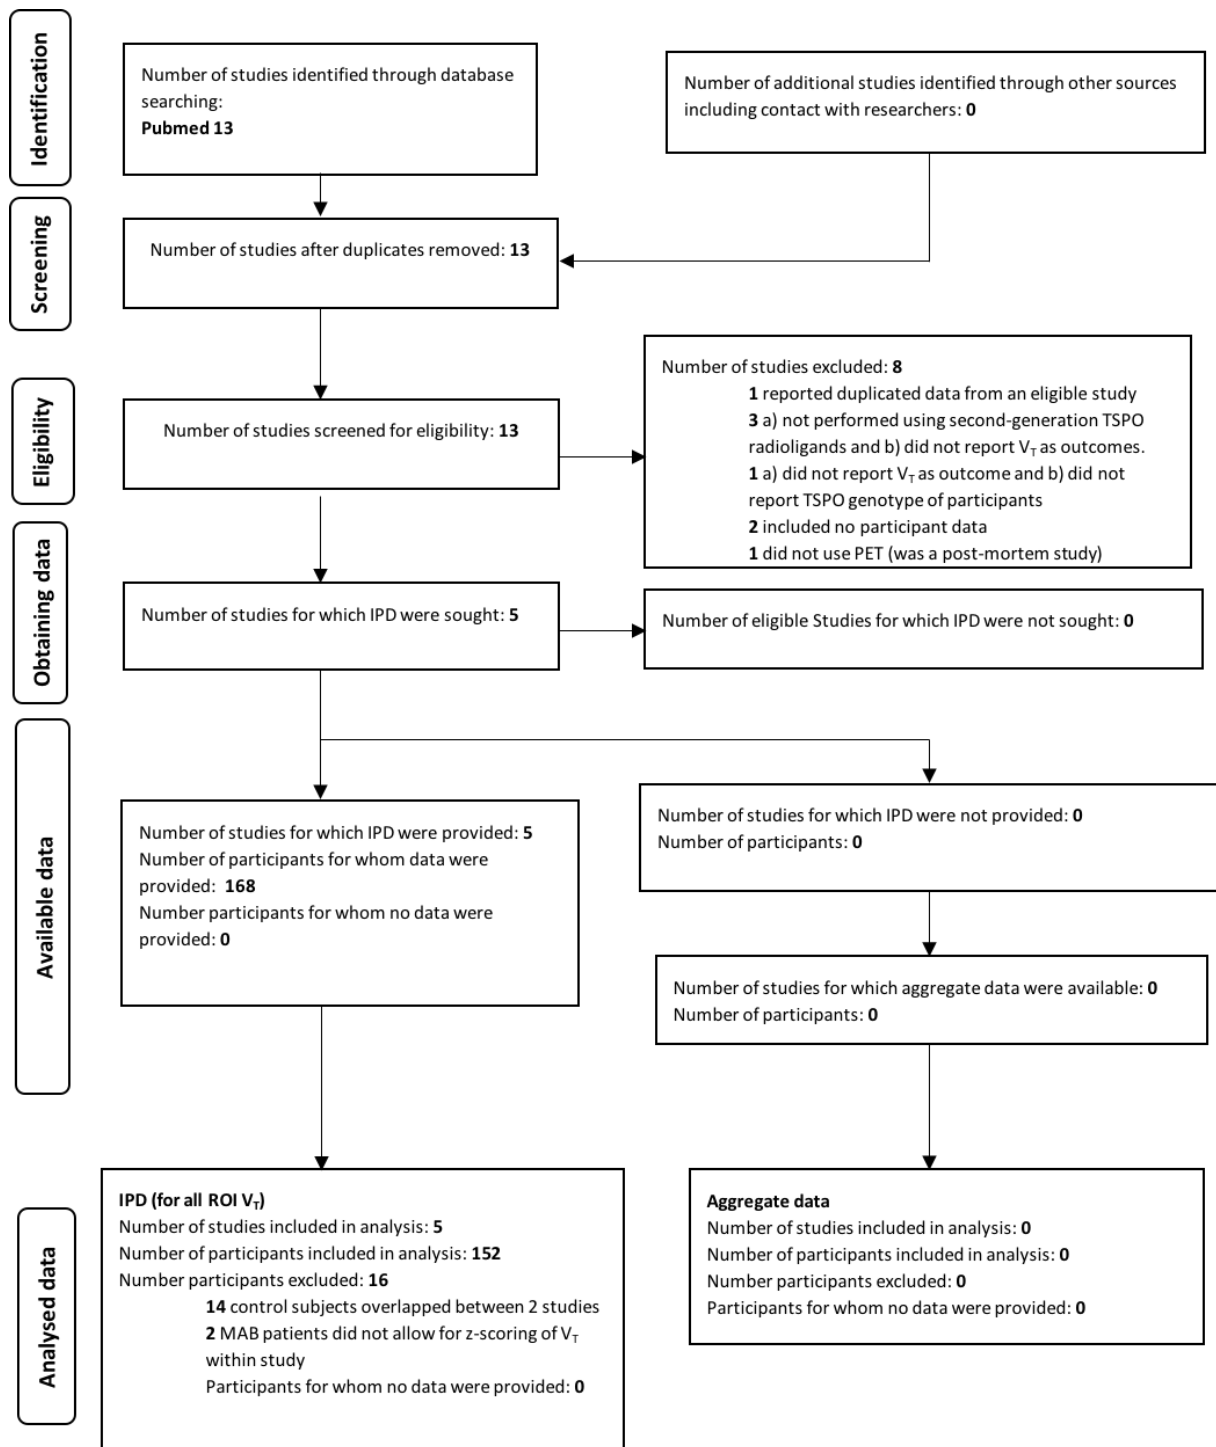 Identification
Number of studies identified through database
searching:
Pubmed 13
Number of additional studies identified through other sources
including contact with researchers: 0
Screening
Number of studies after duplicates removed: 13
Eligibility
Number of studies screened for eligibility: 13
Number of studies excluded: 8
1 reported duplicated data from an eligible study
3 a) not performed using second-generation TSPO
radioligands and b) did not report VT as outcomes.
1 a) did not report VT as outcome and b) did not
report TSPO genotype of participants
2 included no participant data
1 did not use PET (was a post-mortem study)
Obtaining data
Number of studies for which IPD were sought: 5
Number of eligible Studies for which IPD were not sought: 0
Available data
Number of studies for which IPD were provided: 5
Number of participants for whom data were
provided: 168
Number participants for whom no data were
provided: 0
Number of studies for which IPD were not provided: 0
Number of participants: 0
Number of studies for which aggregate data were available: 0
Number of participants: 0
Analysed data
IPD (for all ROI VT)
Number of studies included in analysis: 5
Number of participants included in analysis: 152
Number participants excluded: 16
14 control subjects overlapped between 2 studies
2 MAB patients did not allow for z-scoring of VT
within study
Participants for whom no data were provided: 0
Aggregate data
Number of studies included in analysis: 0
Number of participants included in analysis: 0
Number participants excluded: 0
Participants for whom no data were provided: 0